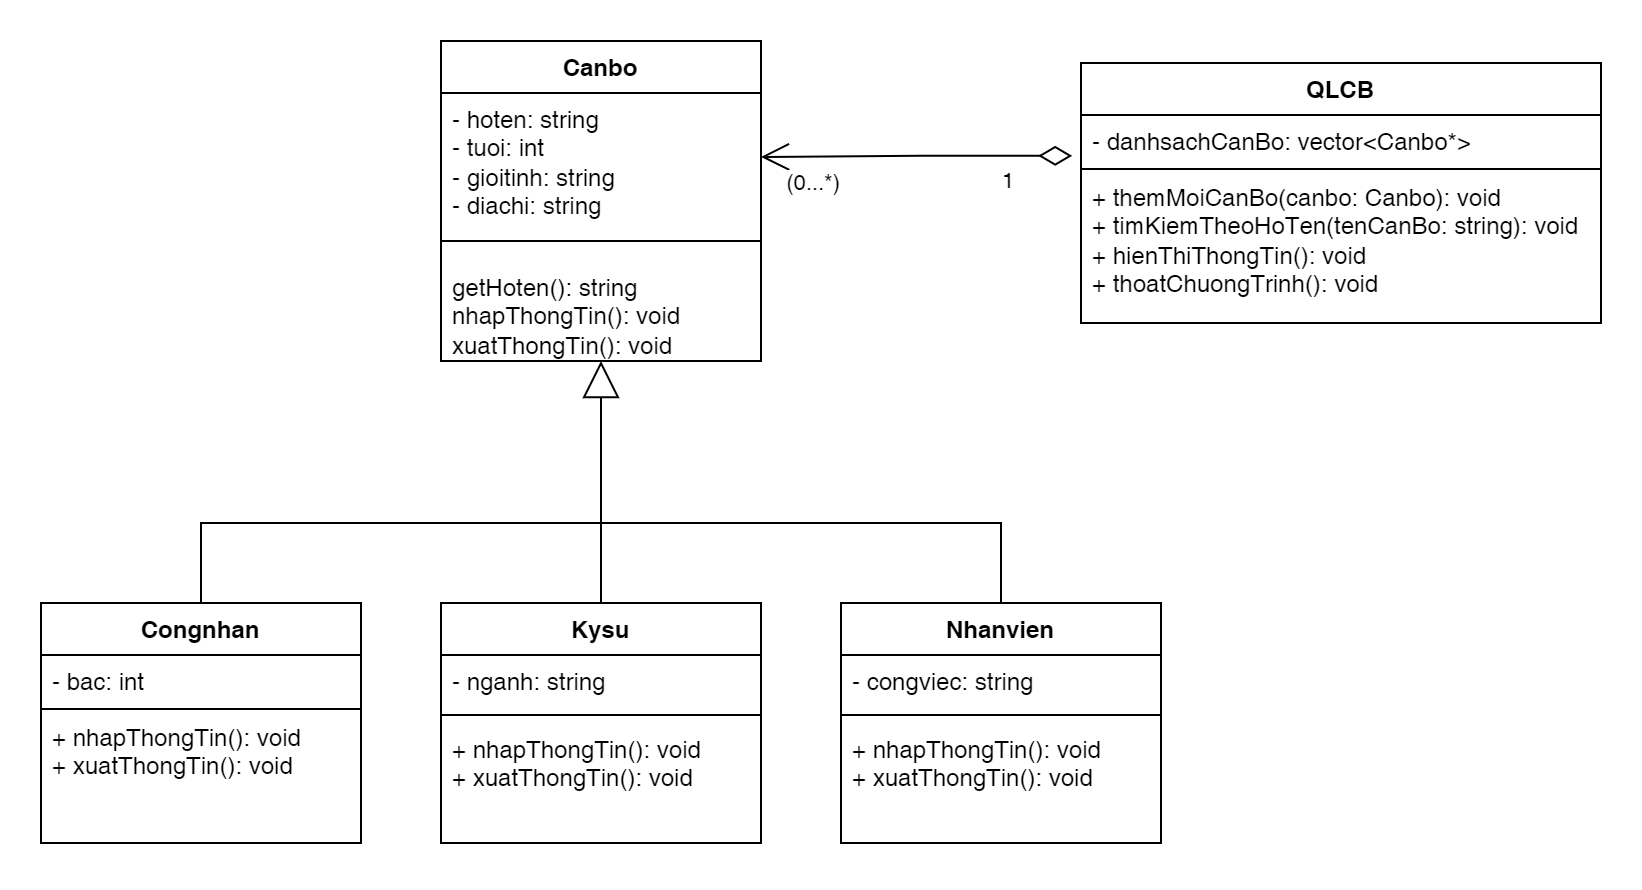 Canbo
- hoten: string
- tuoi: int
- gioitinh: string
- diachi: string
getHoten(): string
nhapThongTin(): void
xuatThongTin(): void
(0...*)
1
QLCB
- danhsachCanBo: vector<Canbo*>
+ themMoiCanBo(canbo: Canbo): void
+ timKiemTheoHoTen(tenCanBo: string): void
+ hienThiThongTin(): void
+ thoatChuongTrinh(): void
Congnhan
- bac: int
+ nhapThongTin(): void
+ xuatThongTin(): void
Kysu
- nganh: string
+ nhapThongTin(): void
+ xuatThongTin(): void
Nhanvien
- congviec: string
+ nhapThongTin(): void
+ xuatThongTin(): void